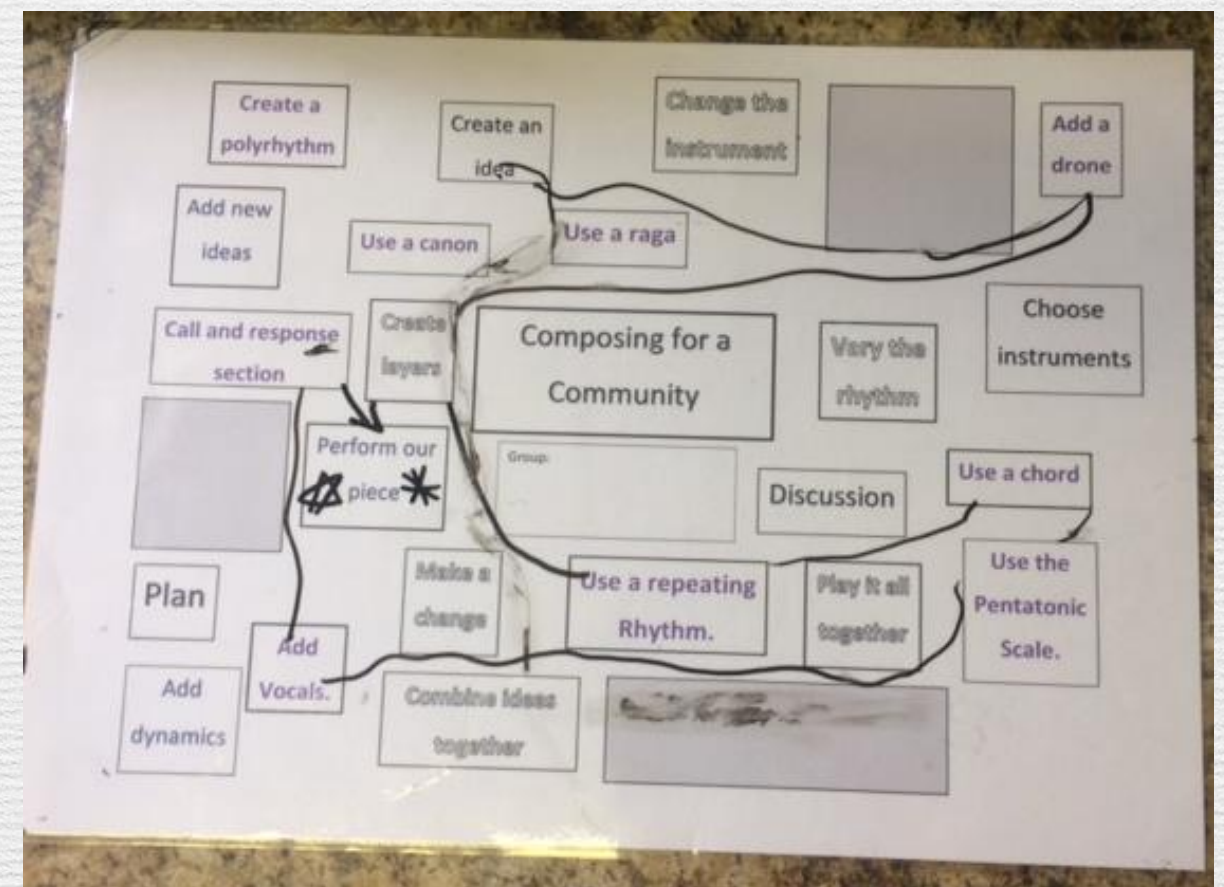 Create a
polyrhythm
Create an
idea
Change the
instrument
Add a
drone
Add new
ideas
Use a canon
Use a raga
Call and response
section
Create
layers
Composing for a
Community
Vary the
rhythm
Choose
instruments
Perform our
piece
Group:
Discussion
Use a chord
Plan
Make a
change
Use a repeating
Rhythm.
Play it all
together
Use the
Pentatonic
Scale.
Add
Vocals.
Add
dynamics
Combine ideas
together